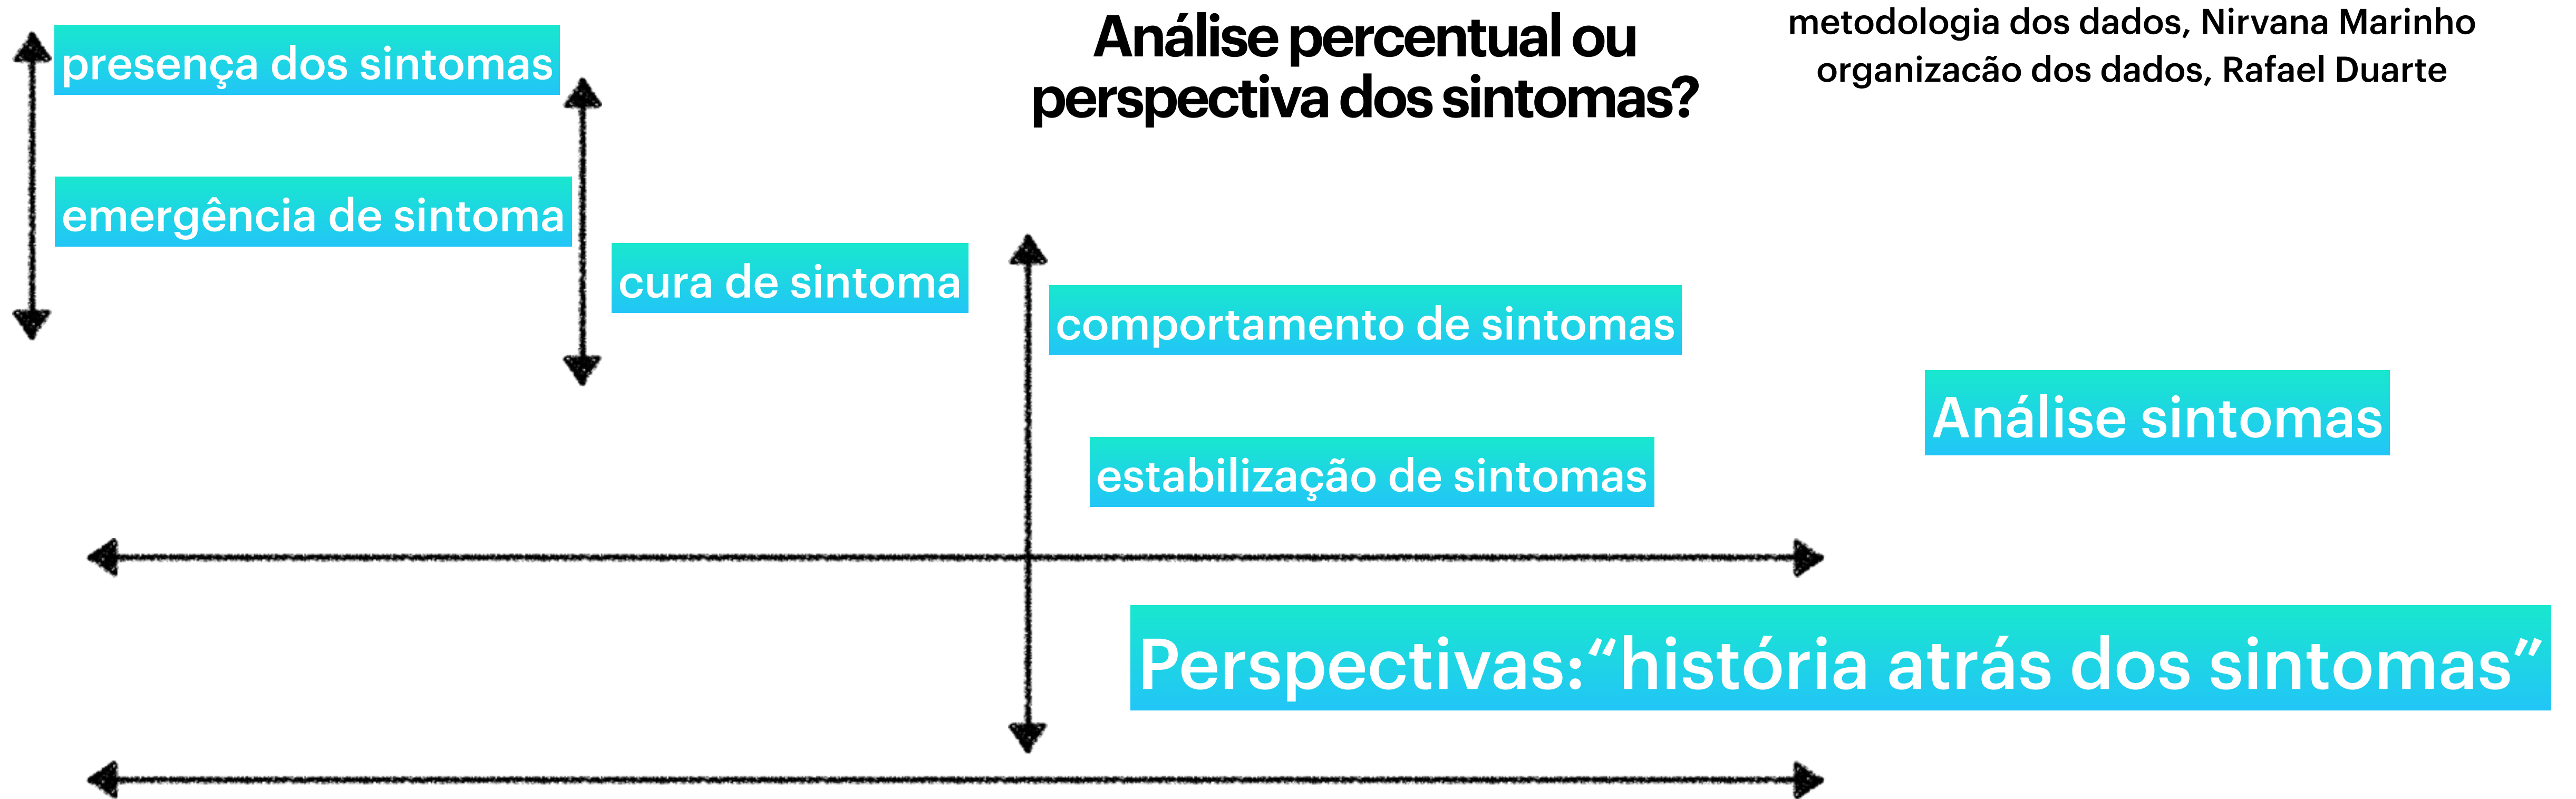 Análise percentual ou
perspectiva dos sintomas?
metodologia dos dados, Nirvana Marinho
organizacão dos dados, Rafael Duarte
presença dos sintomas
emergência de sintoma
cura de sintoma
comportamento de sintomas
estabilização de sintomas
Análise sintomas
Perspectivas:“história atrás dos sintomas”